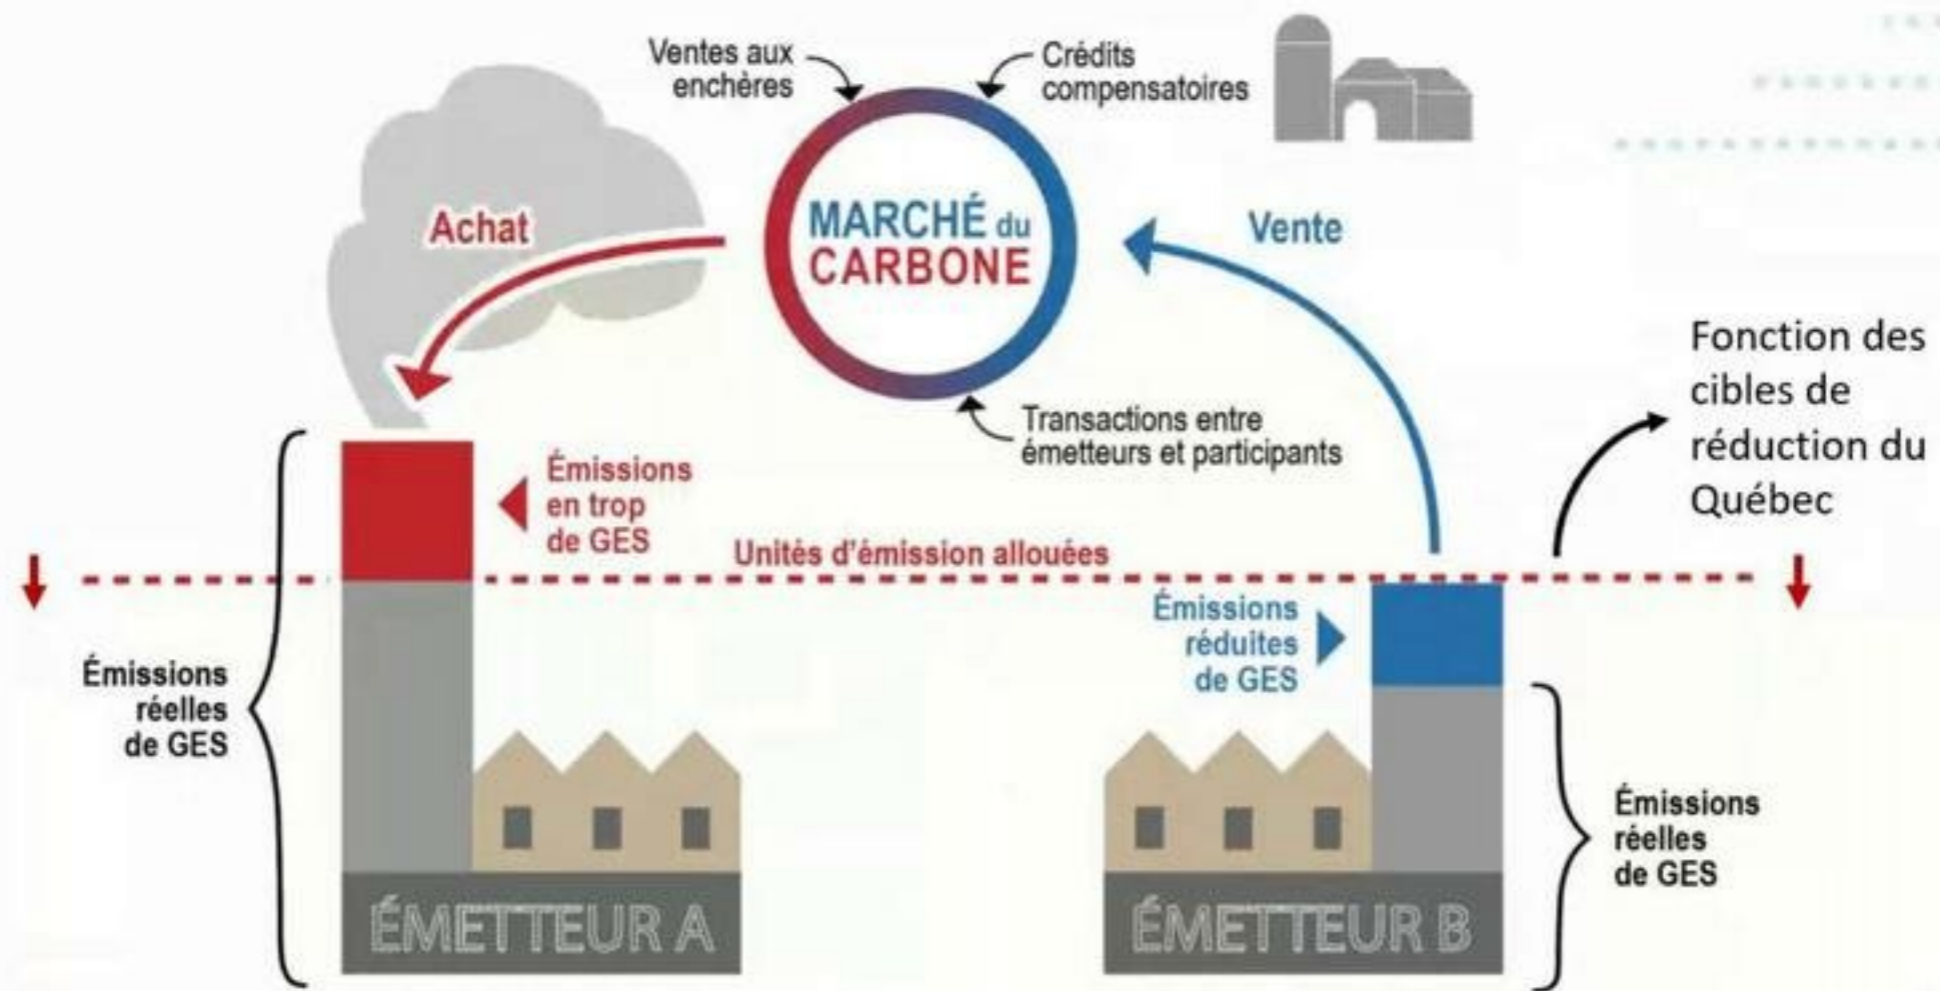 Ventes aux
enchères
Crédits
compensatoires
Achat
MARCHÉ du
CARBONE
Vente
Fonction des
cibles de
réduction du
Québec
Transactions entre
émetteurs et participants
Émissions
en trop
de GES
Unités d'émission allouées
Émissions
réduites
de GES
Émissions
réelles
de GES
Émissions
réelles
de GES
ÉMETTEUR A
ÉMETTEUR B